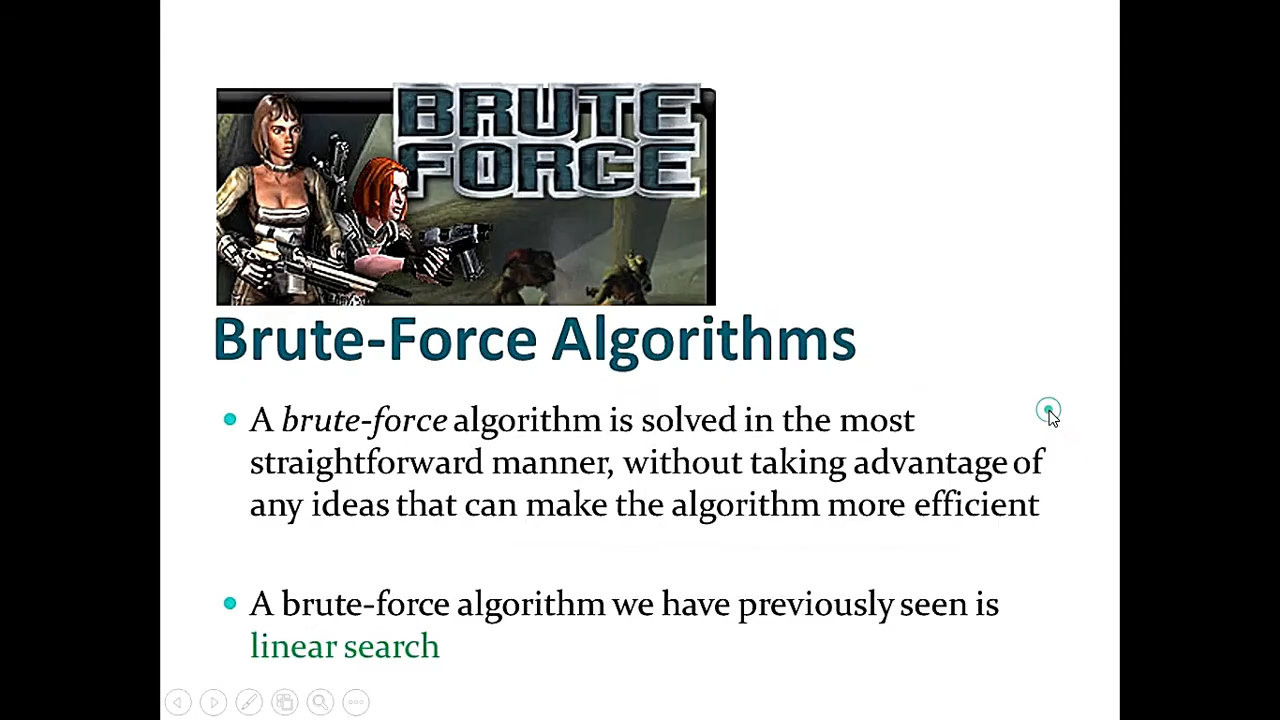 BRUTE
FORCE
Brute-Force Algorithms
A brute-force algorithm is solved in the most
straightforward manner, without taking advantage of
any ideas that can make the algorithm more efficient
A brute-force algorithm we have previously seen is
linear search